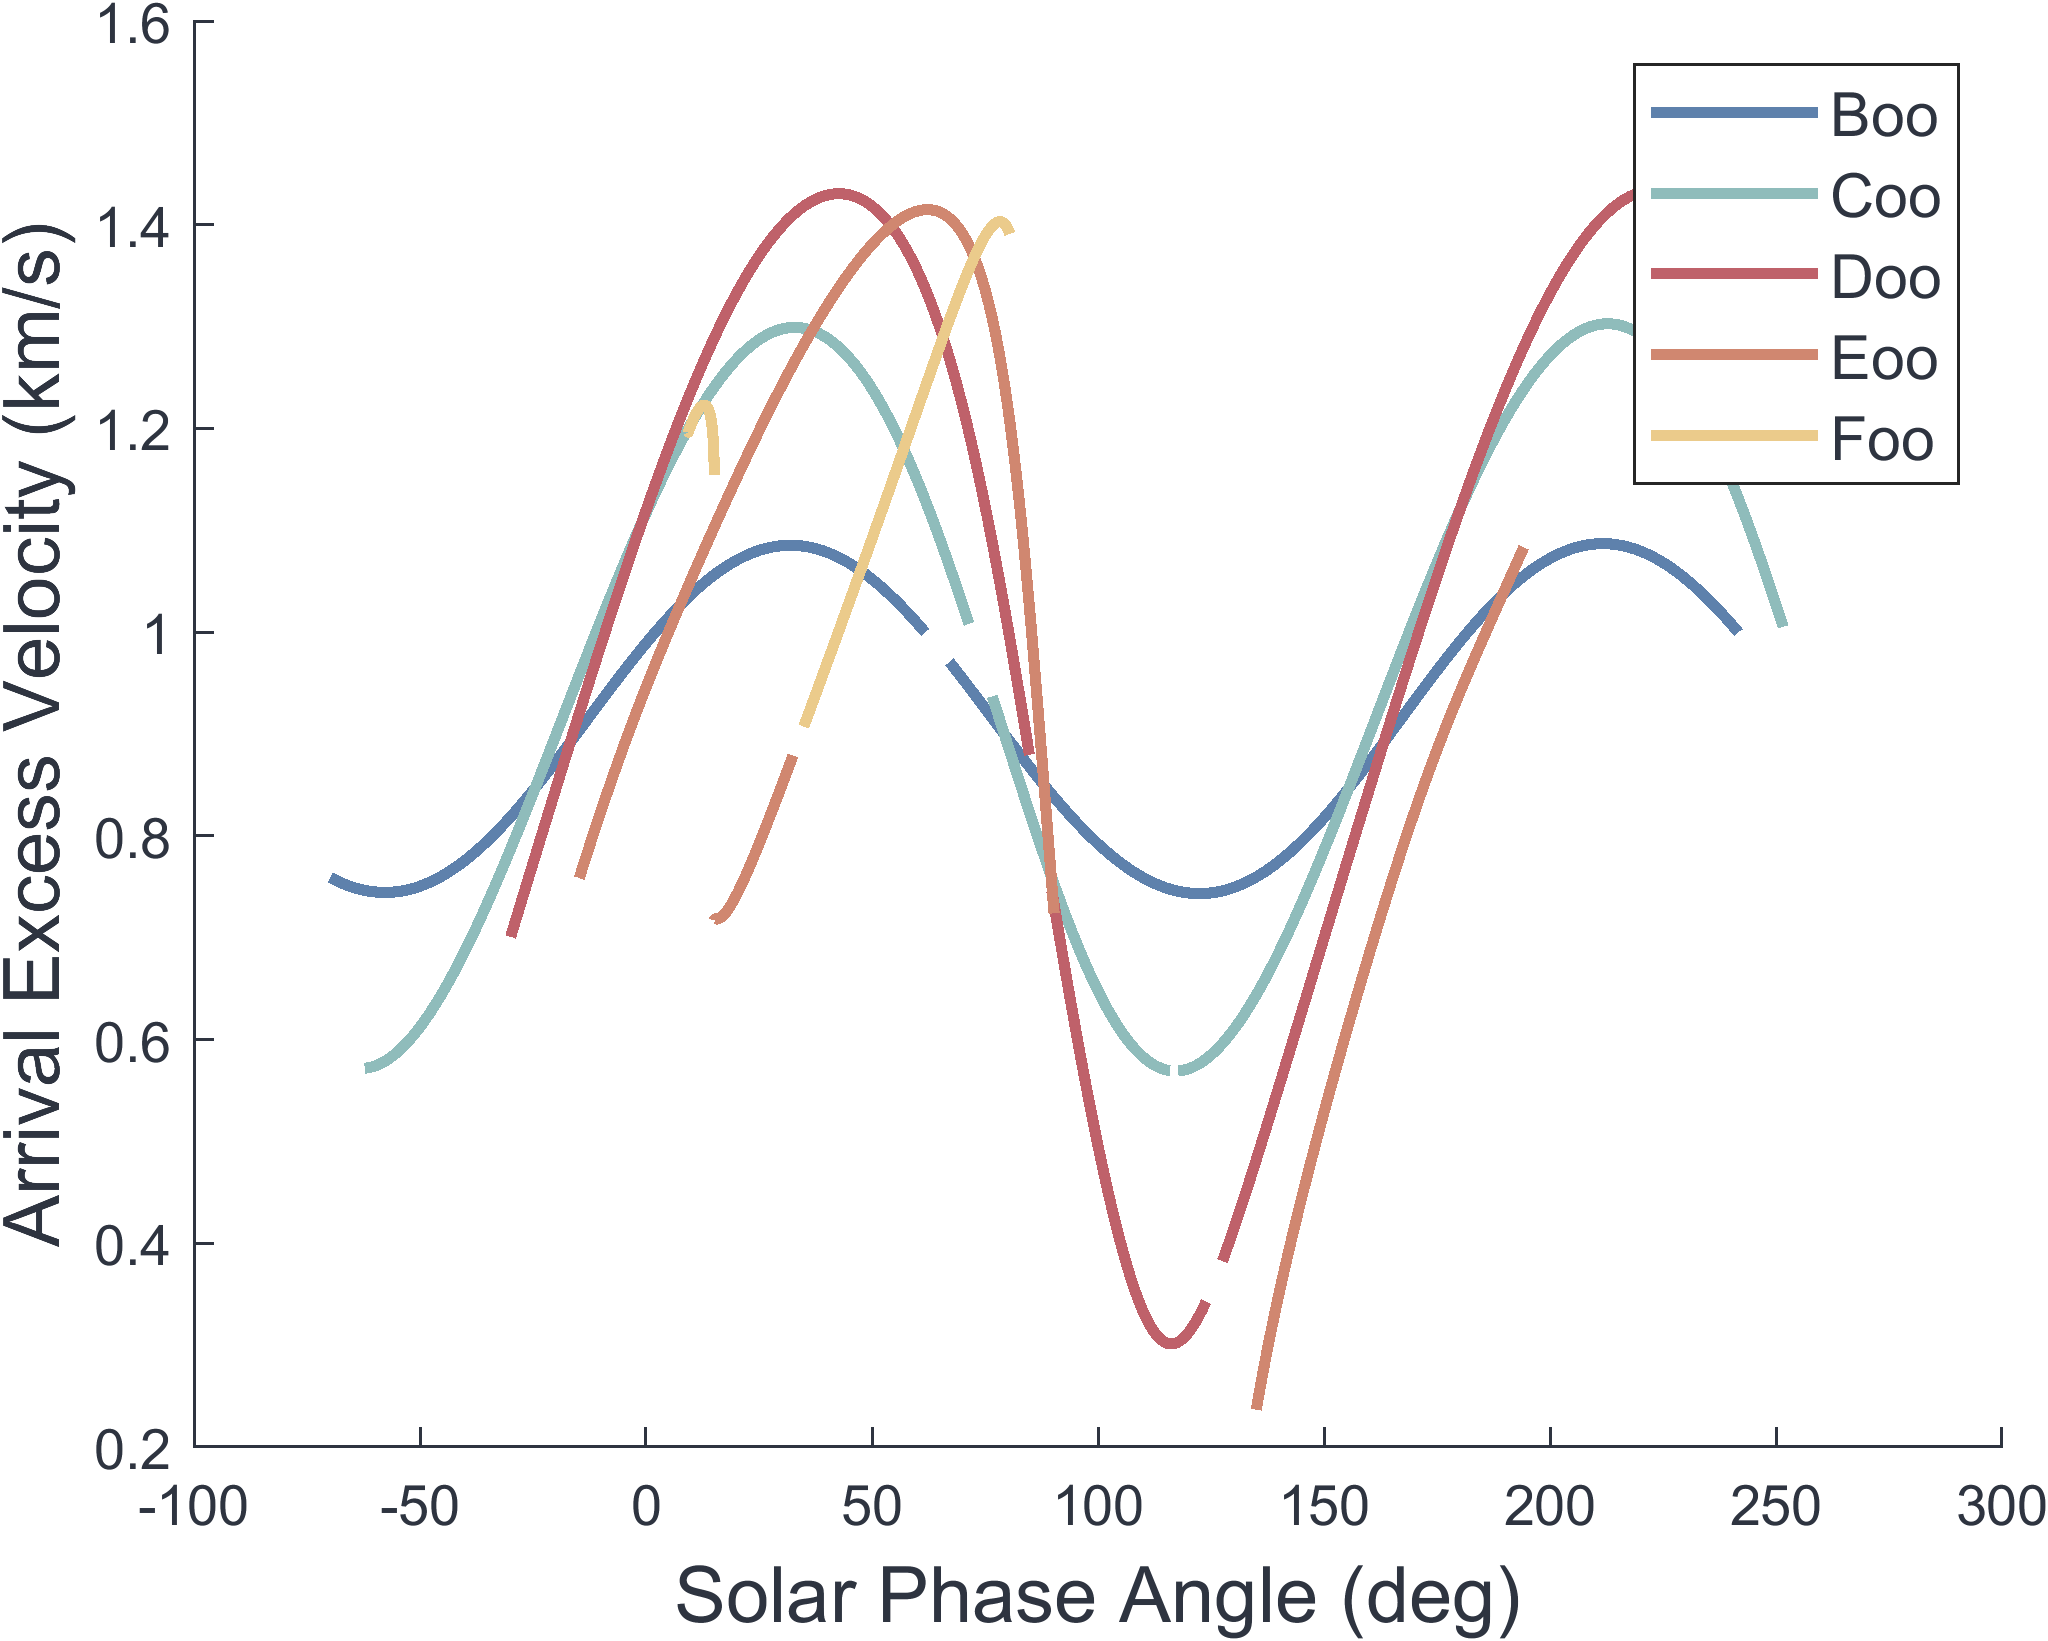 1.6
1.4
1.2
1
0.8
0.6
0.4
0.2
Arrival Excess Velocity (km/s)
-100 -50 0 50 100 150 200 250 300
Solar Phase Angle (deg)
Boo
Coo
Doo
Eoo
Foo